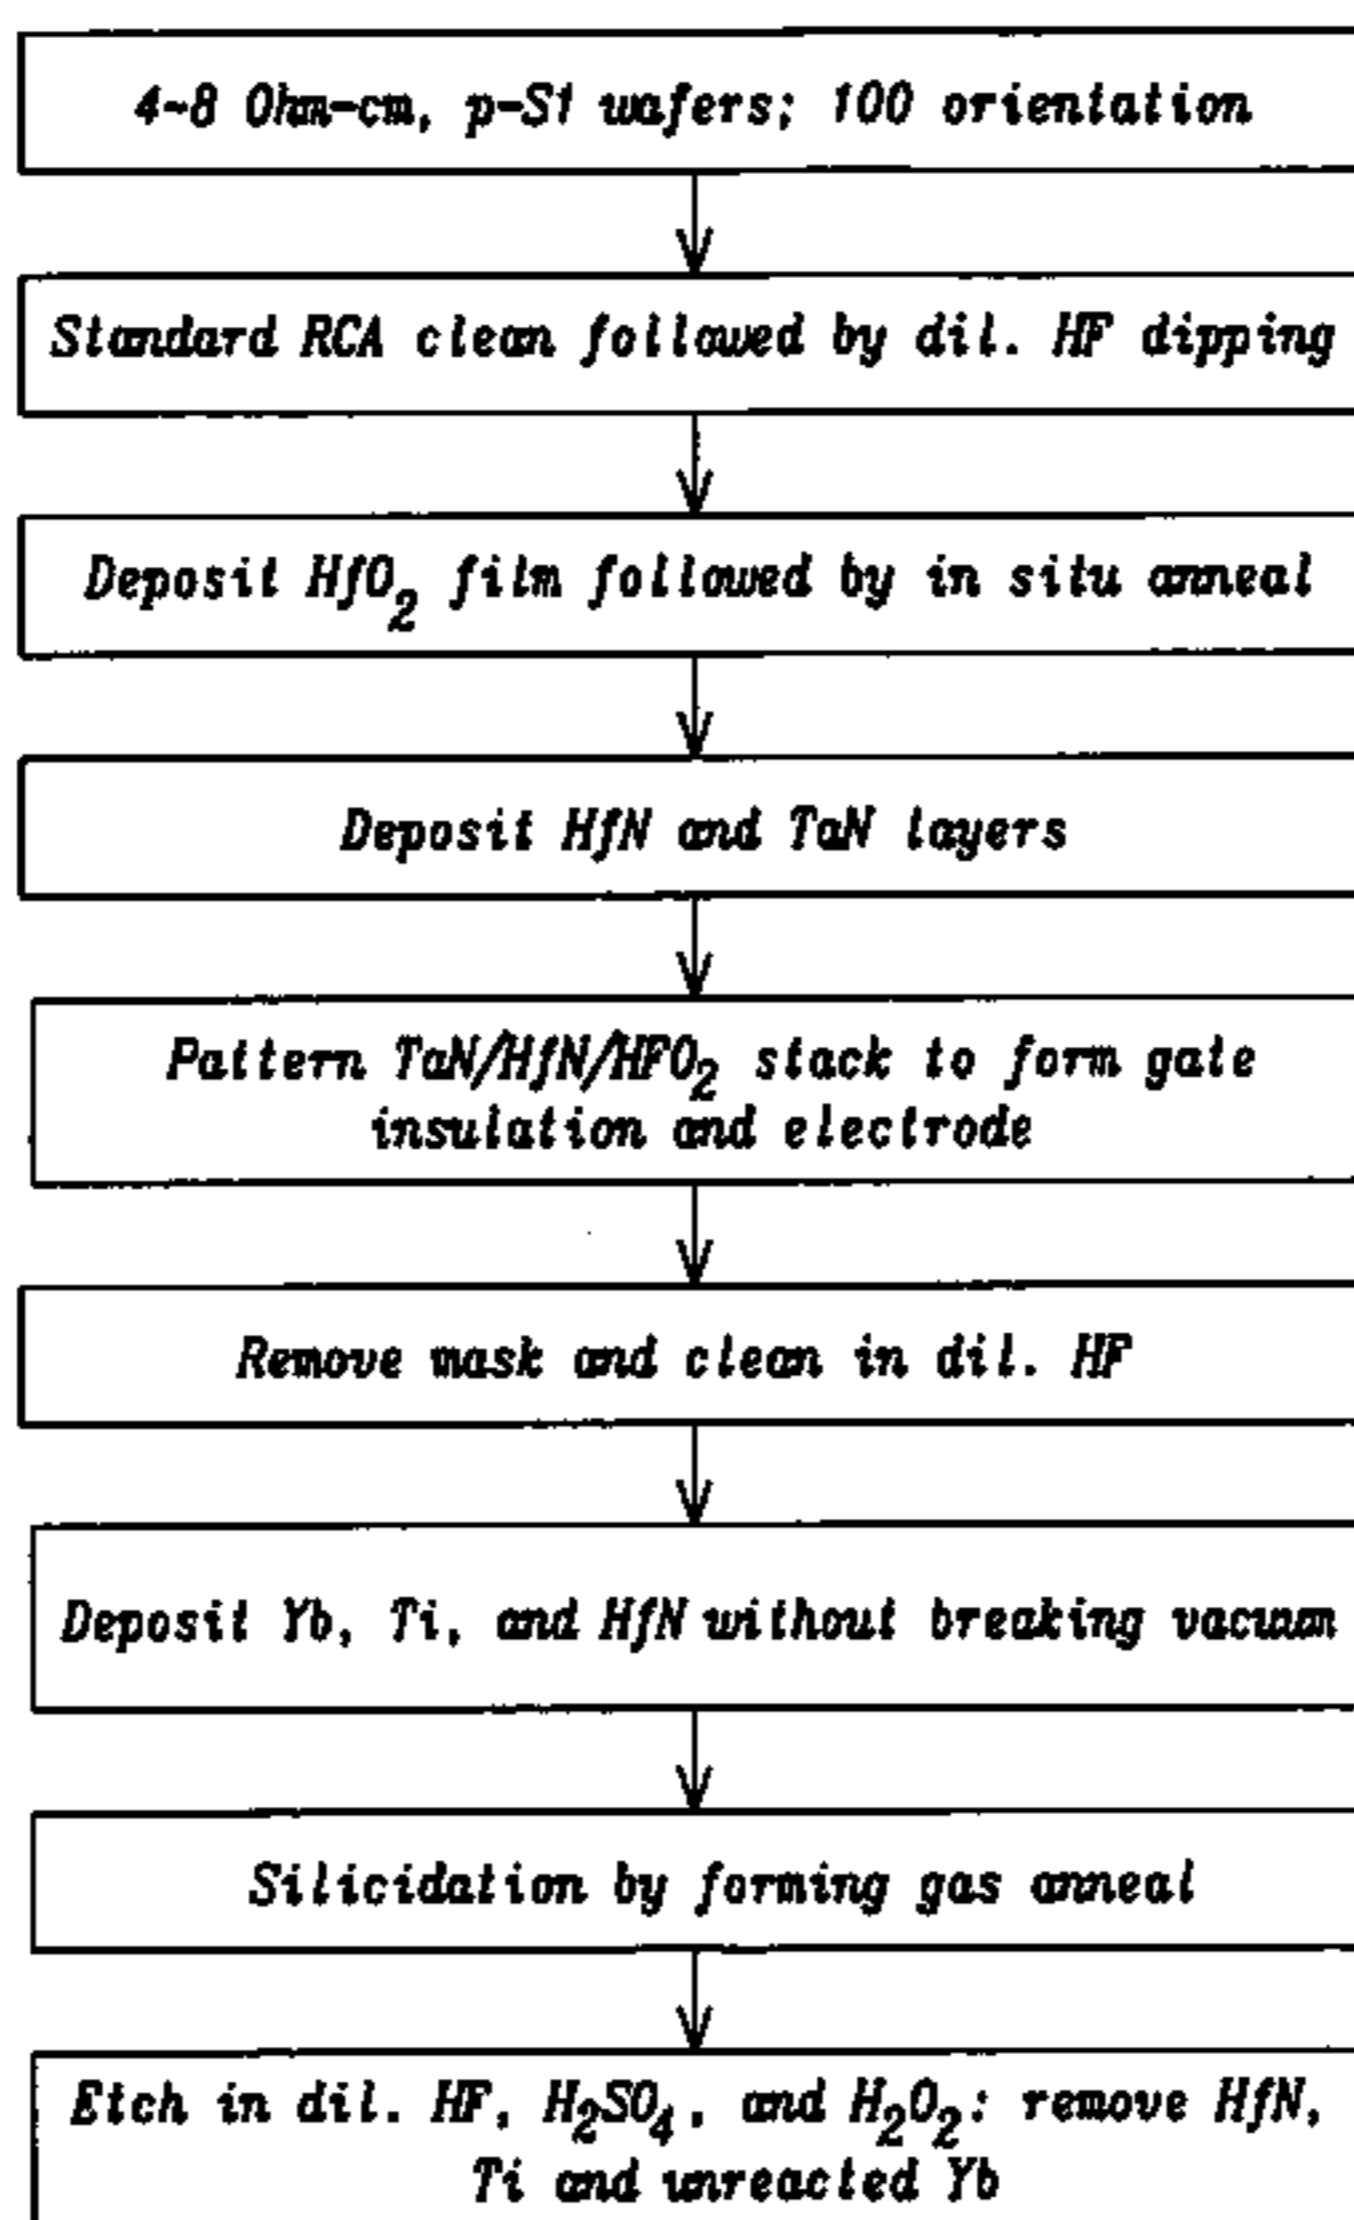 4~8 Ohm-cm, p-Si wafers; 100 orientation
Standard RCA clean followed by dil. HF dipping
Deposit HfO₂ film followed by in situ anneal
Deposit HfN and TaN layers
Pattern TaN/HfN/HFO₂ stack to form gate
insulation and electrode
Remove mask and clean in dil. HF
Deposit Yb, Ti, and HfN without breaking vacuum
Silicidation by forming gas anneal
Etch in dil. HF, H₂SO₄, and H₂O₂: remove HfN,
Ti and unreacted Yb